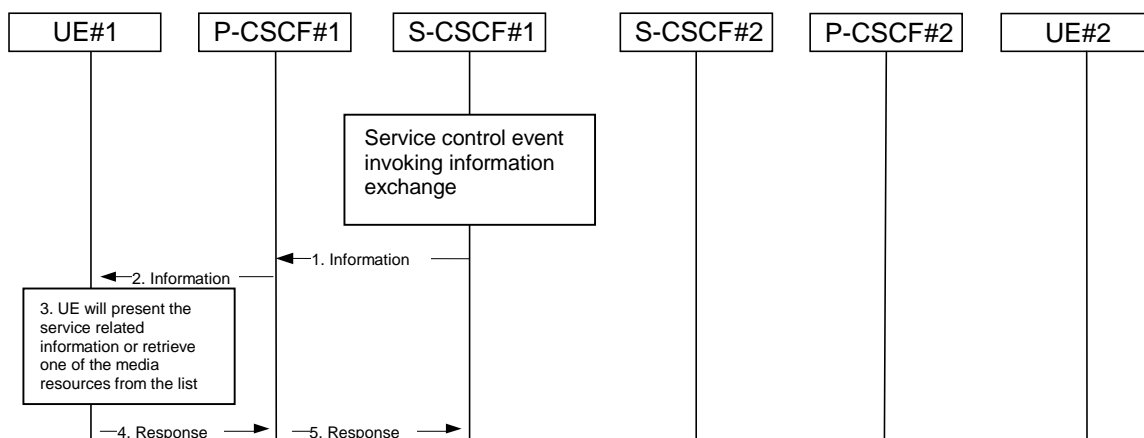 UE#1
P-CSCF#1
S-CSCF#1
S-CSCF#2
P-CSCF#2
UE#2
Service control event
invoking information
exchange
1. Information
2. Information
3. UE will present the
service related
information or retrieve
one of the media
resources from the list
4. Response
5. Response